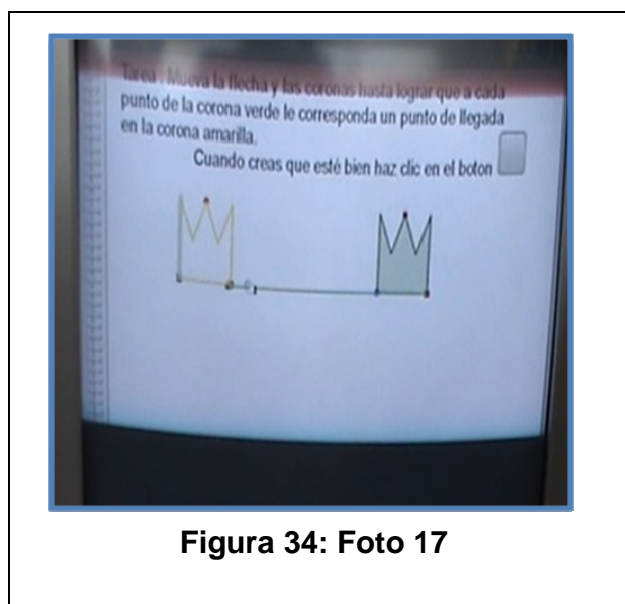 Tarea : Mueva la flecha y las coronas hasta lograr que a cada
punto de la corona verde le corresponda un punto de llegada
en la corona amarilla.
Cuando creas que esté bien haz clic en el boton
Figura 34: Foto 17